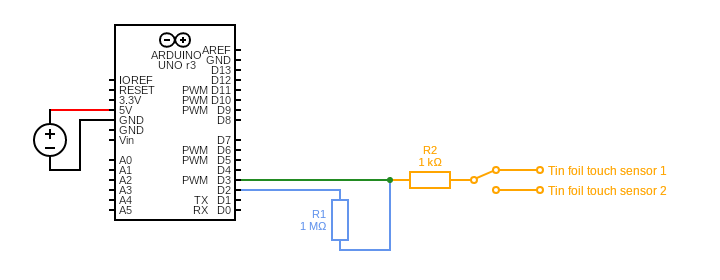 ARDUINO
UNO r3
AREF
GND
D13
D12
IOREF
RESET
PWM D11
3.3V
PWM D10
5V
PWM D9
GND
D8
GND
Vin
D7
PWM D6
A0
PWM D5
A1
D4
A2
PWM D3
A3
D2
A4
TX D1
A5
RX D0
R1
1 MΩ
R2
1 kΩ
Tin foil touch sensor 1
Tin foil touch sensor 2